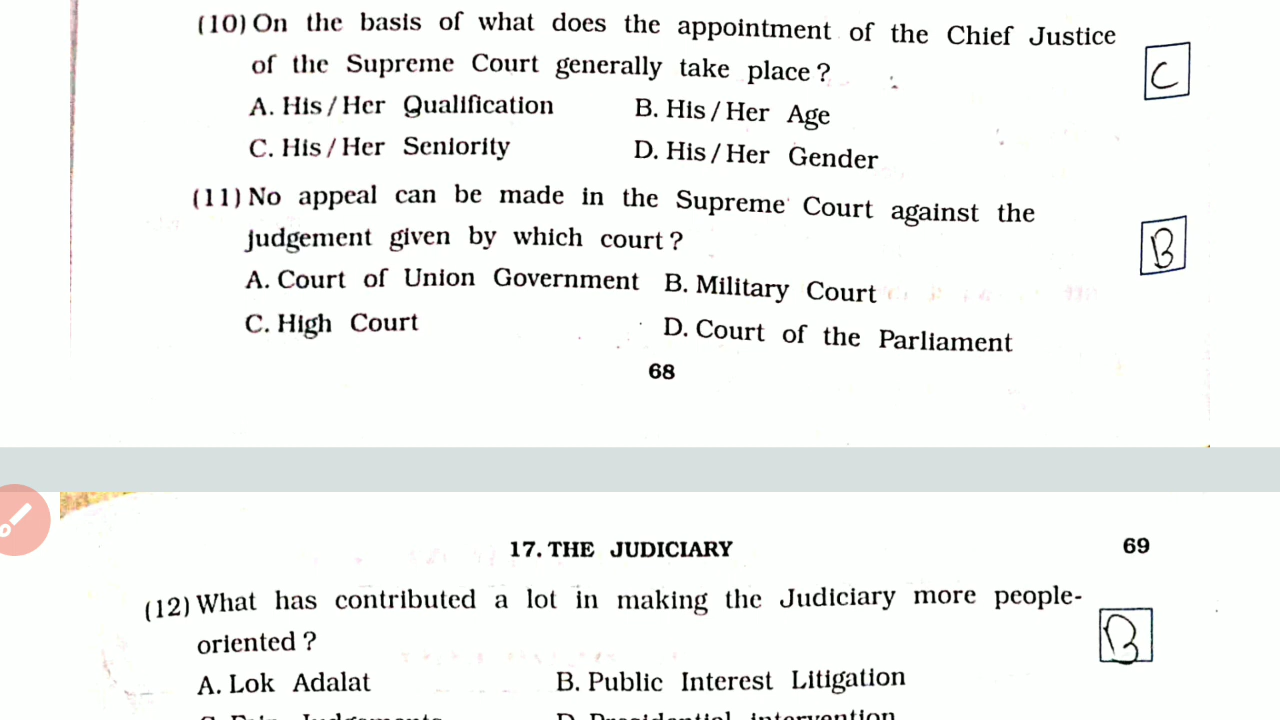 (10) On the basis of what does the appointment of the Chief Justice
of the Supreme Court generally take place ?
C
A. His / Her Qualification B. His / Her Age
C. His / Her Seniority D. His / Her Gender
(11) No appeal can be made in the Supreme Court against the
judgement given by which court ?
B
A. Court of Union Government B. Military Court
C. High Court D. Court of the Parliament
68
17. THE JUDICIARY 69
(12) What has contributed a lot in making the Judiciary more people-
oriented ?
B
A. Lok Adalat B. Public Interest Litigation
C. Fair Judgements D. Presidential intervention